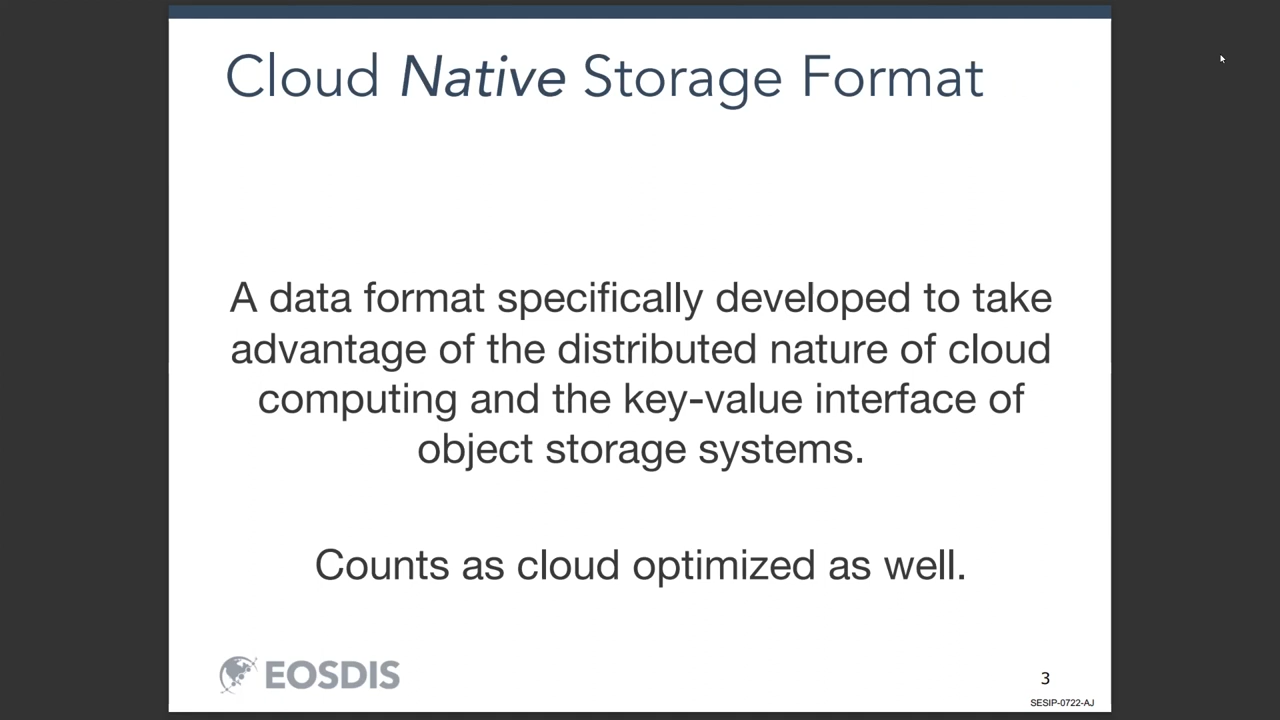 Cloud Native Storage Format
A data format specifically developed to take
advantage of the distributed nature of cloud
computing and the key-value interface of
object storage systems.
Counts as cloud optimized as well.
EOSDIS
3
SESIP-0722-AJ